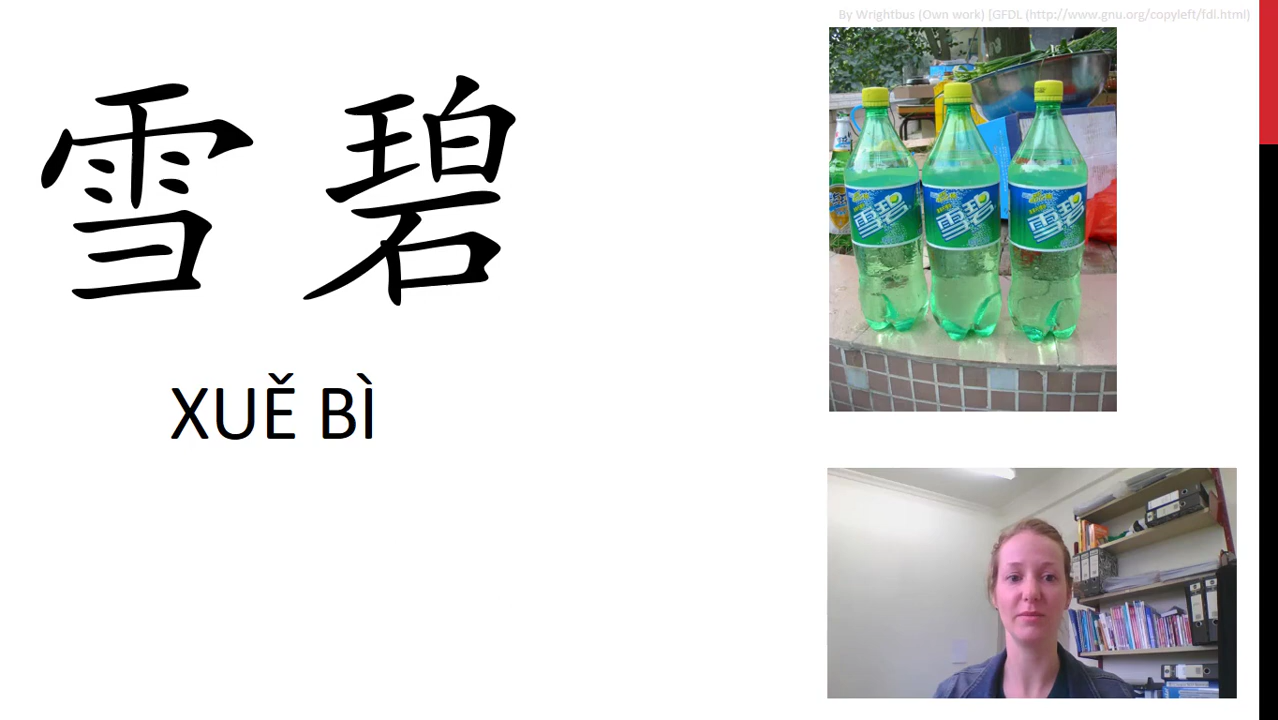 By Wrightbus (Own work) [GFDL (http://www.gnu.org/copyleft/fdl.html)
雪碧
XUĚ BÌ
雪碧
雪碧
雪碧